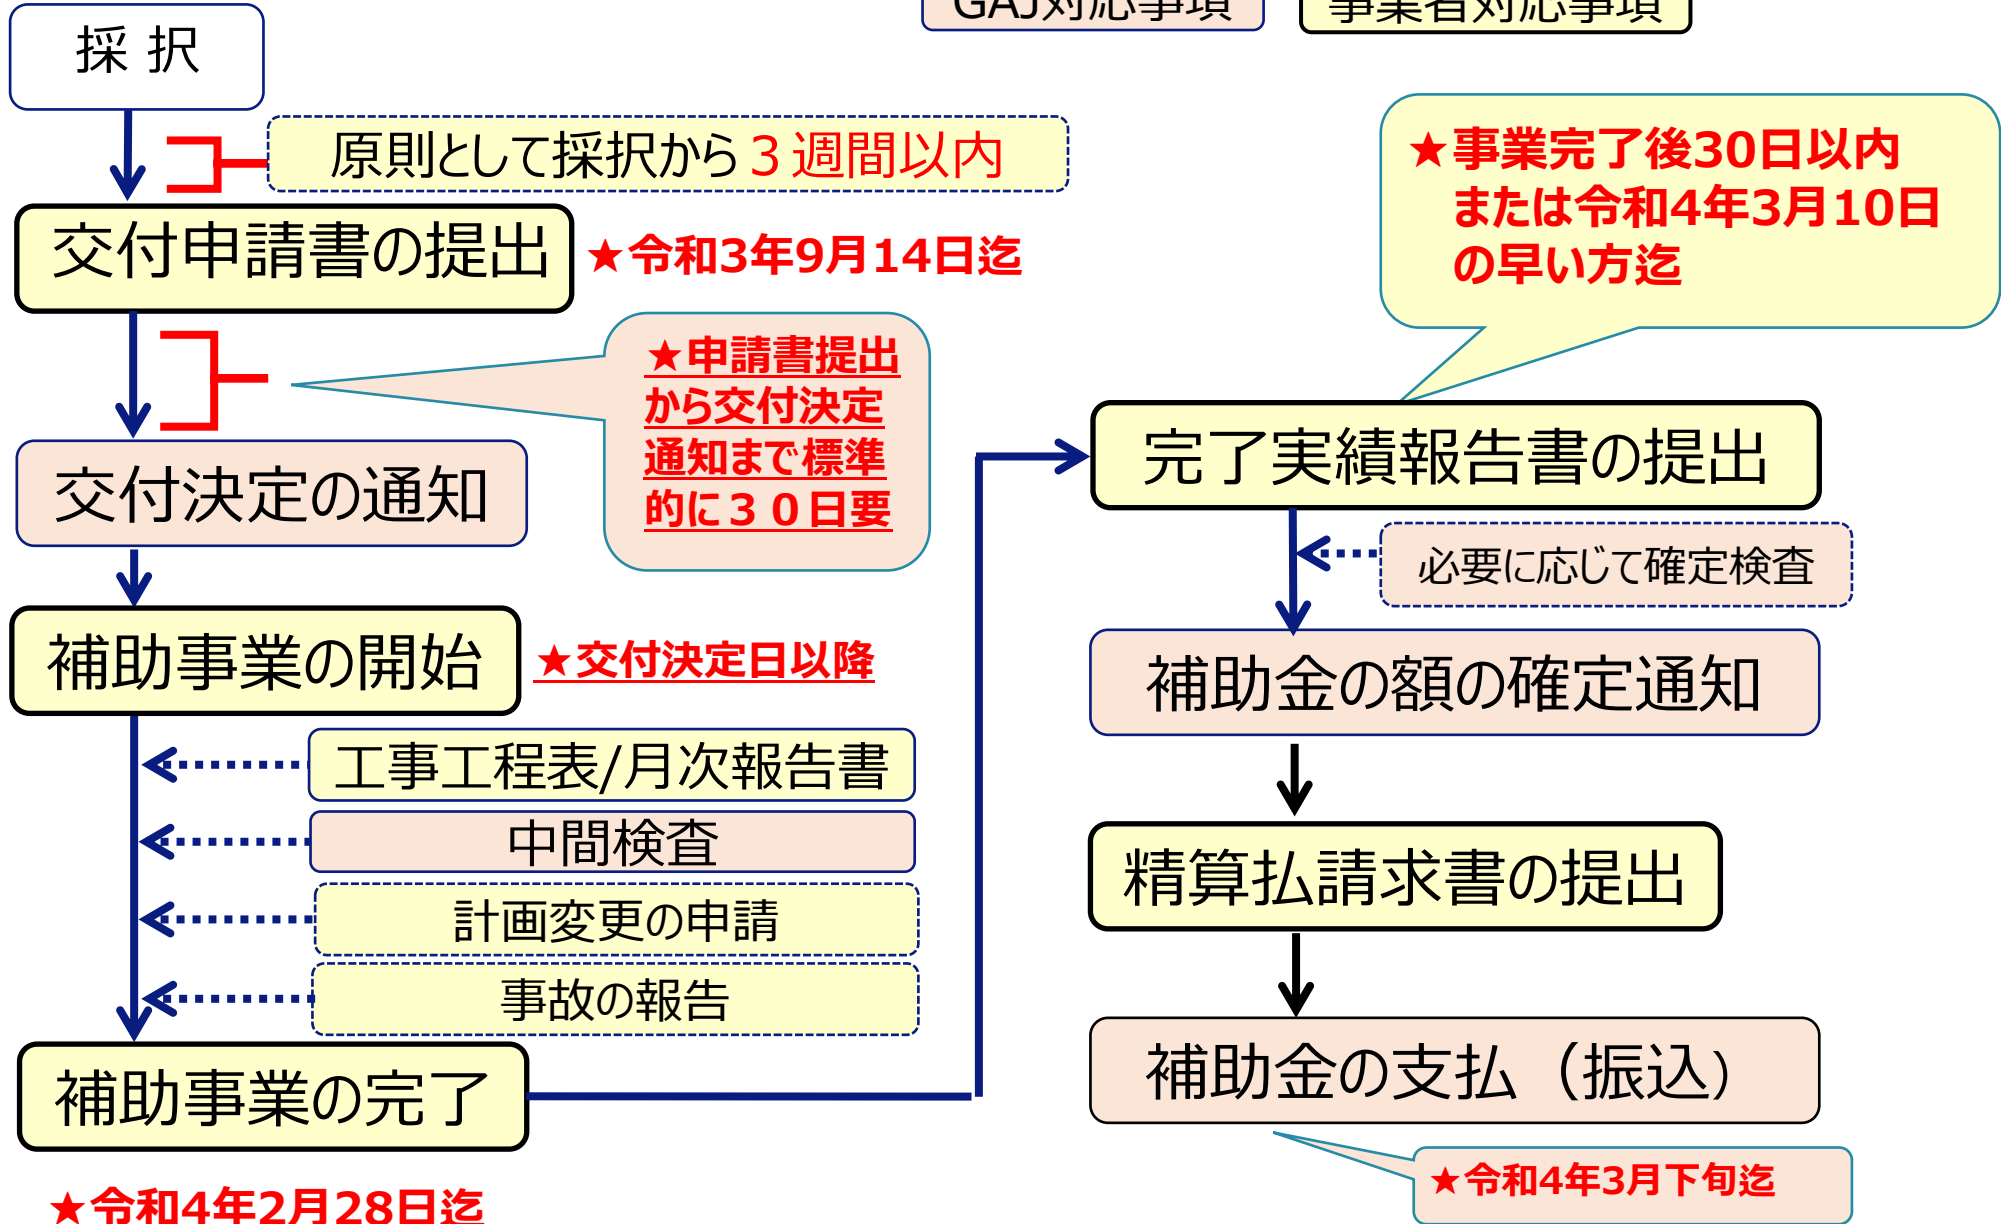 GAJ対応事項
事業者対応事項
採 択
原則として採択から３週間以内
交付申請書の提出
★令和3年9月14日迄
★申請書提出
から交付決定
通知まで標準
的に３０日要
交付決定の通知
補助事業の開始
★交付決定日以降
工事工程表/月次報告書
中間検査
計画変更の申請
事故の報告
補助事業の完了
★令和4年2月28日迄
★事業完了後30日以内
または令和4年3月10日
の早い方迄
完了実績報告書の提出
必要に応じて確定検査
補助金の額の確定通知
精算払請求書の提出
補助金の支払（振込）
★令和4年3月下旬迄